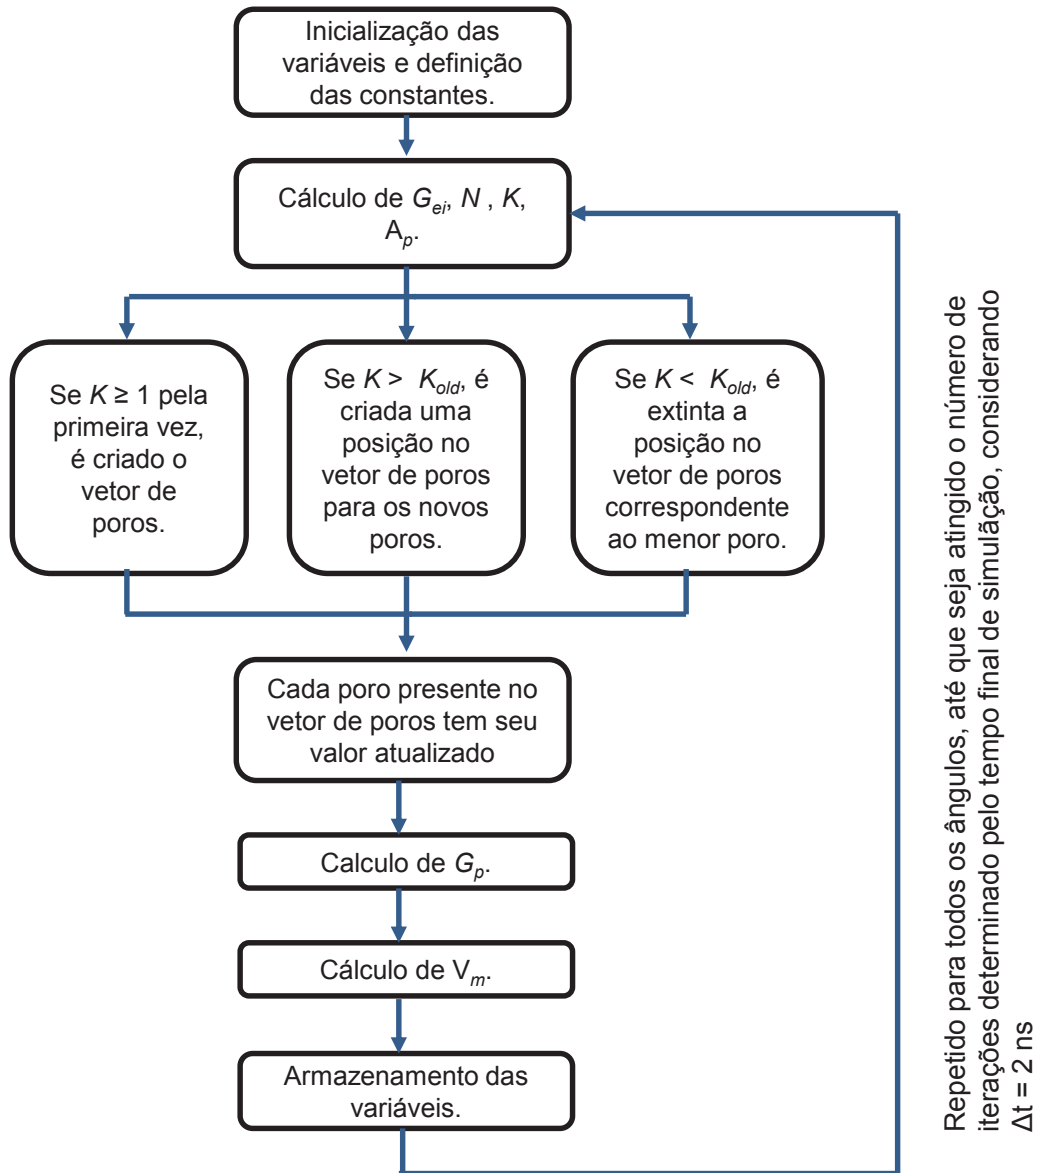 Inicialização das
variáveis e definição
das constantes.
Cálculo de Gei, N , K,
Ap.
Se K ≥ 1 pela
primeira vez,
é criado o
vetor de
poros.
Se K > Kold, é
criada uma
posição no
vetor de poros
para os novos
poros.
Se K < Kold, é
extinta a
posição no
vetor de poros
correspondente
ao menor poro.
Cada poro presente no
vetor de poros tem seu
valor atualizado
Calculo de Gp.
Cálculo de Vm.
Armazenamento das
variáveis.
Repetido para todos os ângulos, até que seja atingido o número de
iterações determinado pelo tempo final de simulação, considerando
Δt = 2 ns